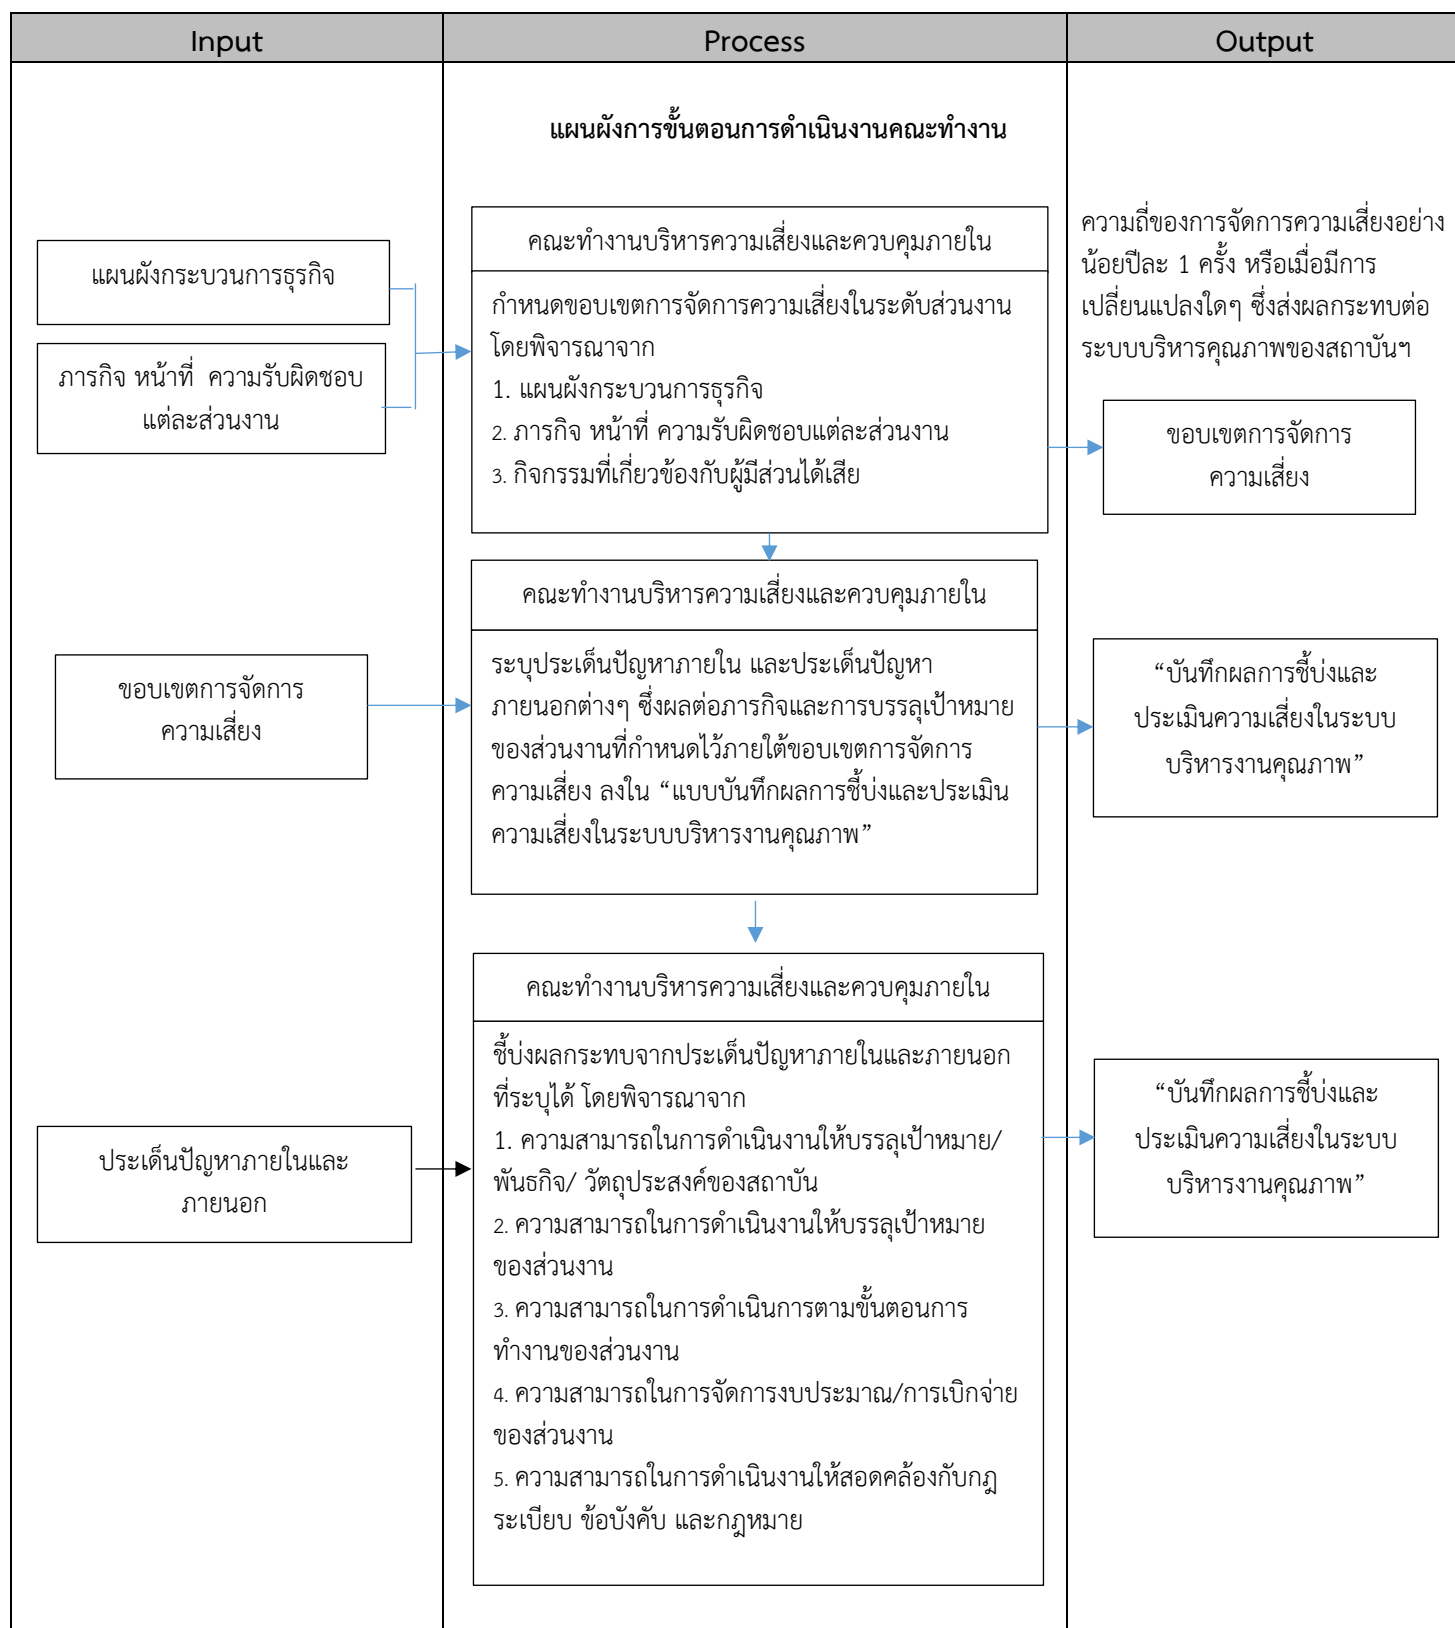 Input
Process
Output
แผนผังการขั้นตอนการดำเนินงานคณะทำงาน
แผนผังกระบวนการธุรกิจ
ภารกิจ หน้าที่ ความรับผิดชอบ
แต่ละส่วนงาน
คณะทำงานบริหารความเสี่ยงและควบคุมภายใน
กำหนดขอบเขตการจัดการความเสี่ยงในระดับส่วนงาน
โดยพิจารณาจาก
1. แผนผังกระบวนการธุรกิจ
2. ภารกิจ หน้าที่ ความรับผิดชอบแต่ละส่วนงาน
3. กิจกรรมที่เกี่ยวข้องกับผู้มีส่วนได้เสีย
ความถี่ของการจัดการความเสี่ยงอย่าง
น้อยปีละ 1 ครั้ง หรือเมื่อมีการ
เปลี่ยนแปลงใดๆ ซึ่งส่งผลกระทบต่อ
ระบบบริหารคุณภาพของสถาบันฯ
ขอบเขตการจัดการ
ความเสี่ยง
ขอบเขตการจัดการ
ความเสี่ยง
คณะทำงานบริหารความเสี่ยงและควบคุมภายใน
ระบุประเด็นปัญหาภายใน และประเด็นปัญหา
ภายนอกต่างๆ ซึ่งผลต่อภารกิจและการบรรลุเป้าหมาย
ของส่วนงานที่กำหนดไว้ภายใต้ขอบเขตการจัดการ
ความเสี่ยง ลงใน “แบบบันทึกผลการชี้บ่งและประเมิน
ความเสี่ยงในระบบบริหารงานคุณภาพ”
“บันทึกผลการชี้บ่งและ
ประเมินความเสี่ยงในระบบ
บริหารงานคุณภาพ”
ประเด็นปัญหาภายในและ
ภายนอก
คณะทำงานบริหารความเสี่ยงและควบคุมภายใน
ชี้บ่งผลกระทบจากประเด็นปัญหาภายในและภายนอก
ที่ระบุได้ โดยพิจารณาจาก
1. ความสามารถในการดำเนินงานให้บรรลุเป้าหมาย/
พันธกิจ/ วัตถุประสงค์ของสถาบัน
2. ความสามารถในการดำเนินงานให้บรรลุเป้าหมาย
ของส่วนงาน
3. ความสามารถในการดำเนินการตามขั้นตอนการ
ทำงานของส่วนงาน
4. ความสามารถในการจัดการงบประมาณ/การเบิกจ่าย
ของส่วนงาน
5. ความสามารถในการดำเนินงานให้สอดคล้องกับกฎ
ระเบียบ ข้อบังคับ และกฎหมาย
“บันทึกผลการชี้บ่งและ
ประเมินความเสี่ยงในระบบ
บริหารงานคุณภาพ”